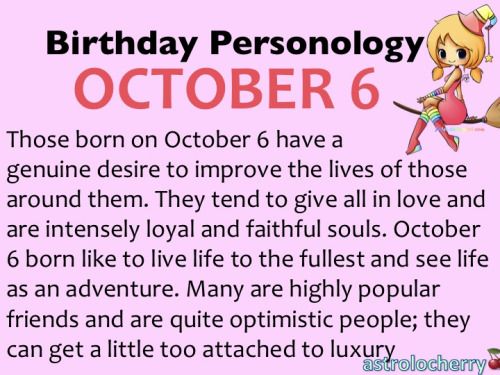 Birthday Personology
OCTOBER 6
Those born on October 6 have a
genuine desire to improve the lives of those
around them. They tend to give all in love and
are intensely loyal and faithful souls. October
6 born like to live life to the fullest and see life
as an adventure. Many are highly popular
friends and are quite optimistic people; they
can get a little too attached to luxury
astrolocherry